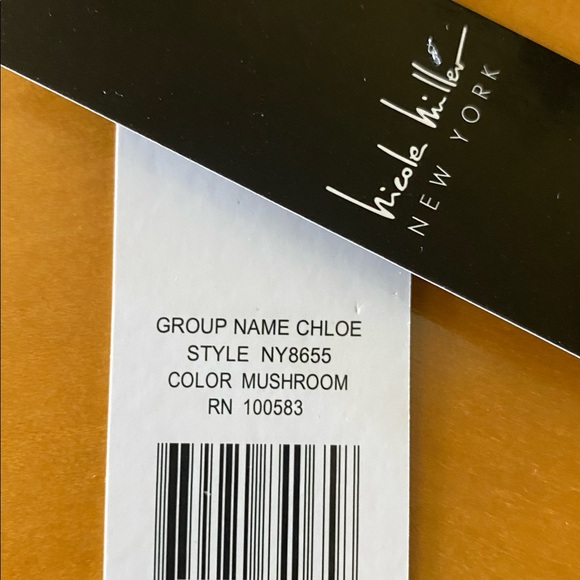 nicole miller
NEW YORK
GROUP NAME CHLOE
STYLE NY8655
COLOR MUSHROOM
RN 100583